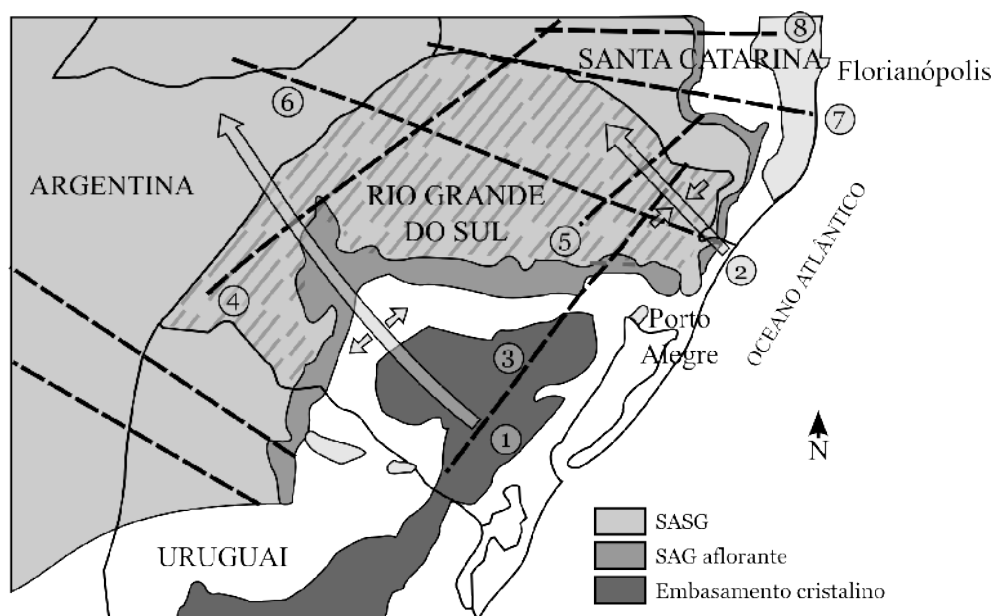 8
SANTA CATARINA
Florianópolis
6
7
ARGENTINA
RIO GRANDE
DO SUL
5
2
OCEANO ATLÂNTICO
4
Porto
Alegre
3
1
N
SASG
SAG aflorante
URUGUAI
Embasamento cristalino